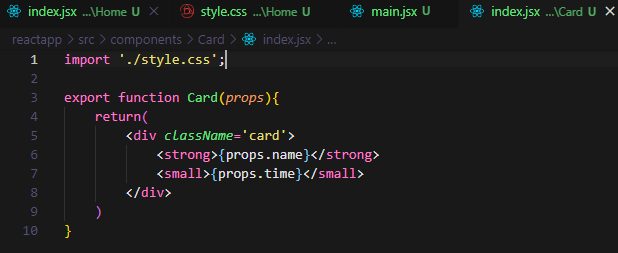 index.jsx ...\Home U
style.css ...\Home U
main.jsx U
index.jsx ...\Card U
reactapp > src > components > Card > index.jsx > ...
1 import './style.css';
2
3 export function Card(props){
4 return(
5 <div className='card'>
6 <strong>{props.name}</strong>
7 <small>{props.time}</small>
8 </div>
9 )
10 }